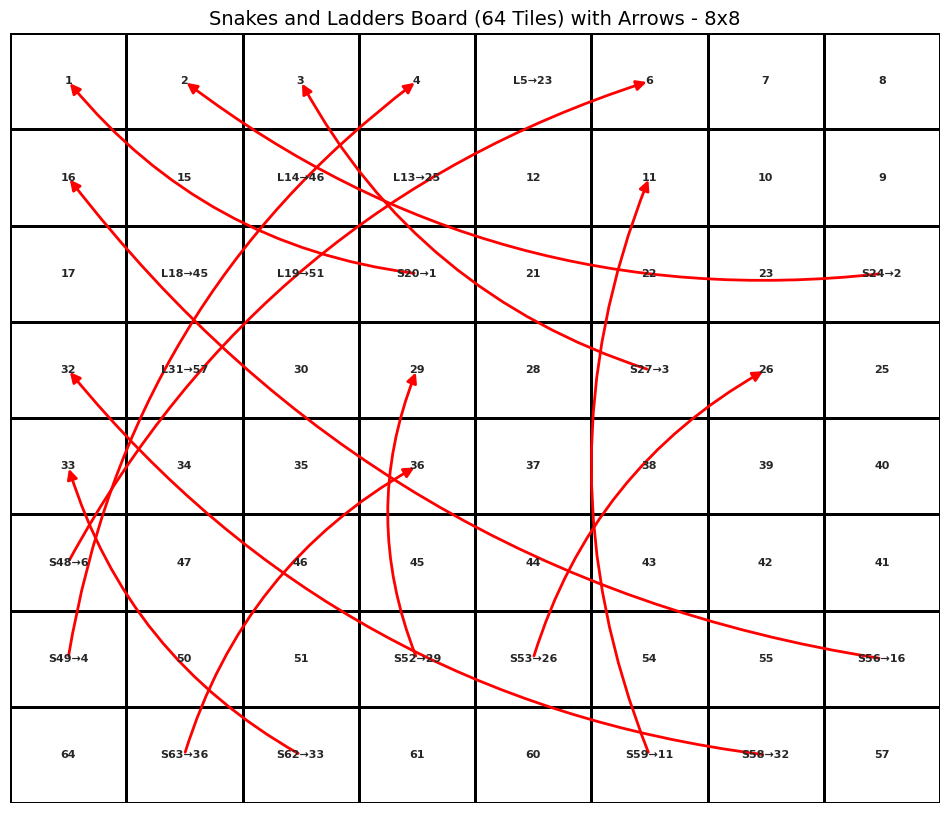 Snakes and Ladders Board (64 Tiles) with Arrows - 8x8
1 2 3 4 L5→23 6 7 8
16 15 L14→46 L13→25 12 11 10 9
17 L18→45 L19→51 S20→1 21 22 23 S24→2
32 L31→57 30 29 28 S27→3 26 25
33 34 35 36 37 38 39 40
S48→6 47 46 45 44 43 42 41
S49→4 50 51 S52→29 S53→26 54 55 S56→16
64 S63→36 S62→33 61 60 S59→11 S58→32 57